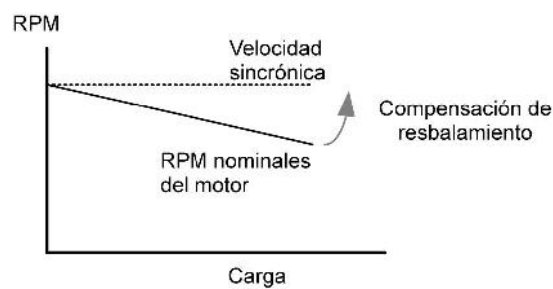 RPM
Velocidad
sincrónica
Compensación de
resbalamiento
RPM nominales
del motor
Carga